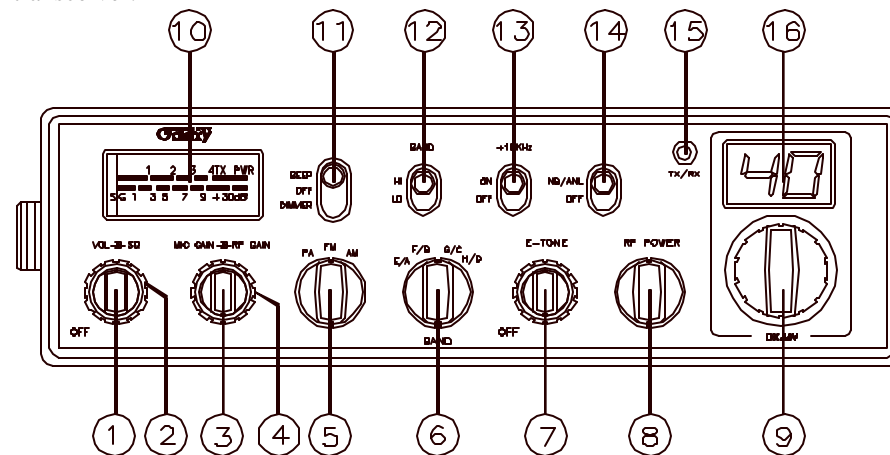 10 11 12 13 14 15 16
Galaxy
1 2 3 4TX PWR
SIG 1 3 5 7 9 +30dB
BEEP
OFF
DIMMER
BAND
HI
LO
+10KHz
ON
OFF
NB/ANL
OFF
TX/RX
40
VOL SQ
OFF
MIC GAIN RF GAIN
PA FM AM
E/A F/B G/C H/D
BAND
E-TONE
OFF
RF POWER
1 2 3 4 5 6 7 8 9